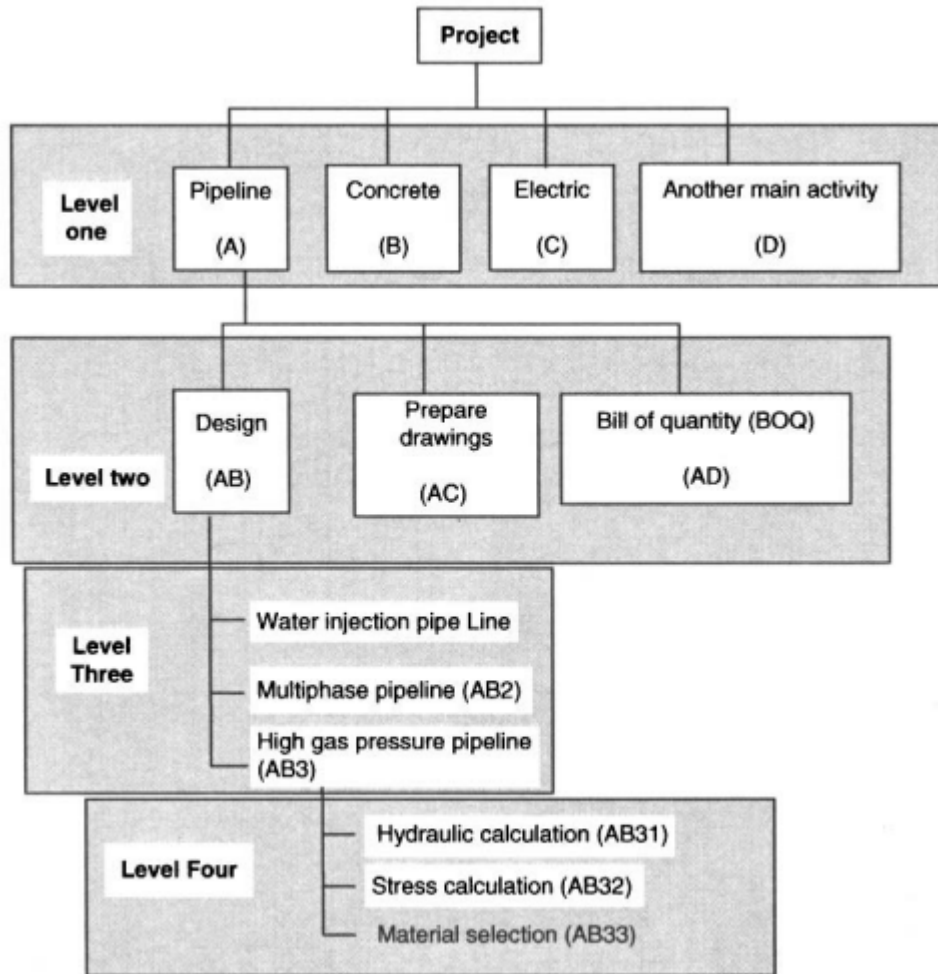 Project
Level
one
Pipeline
(A)
Concrete
(B)
Electric
(C)
Another main activity
(D)
Level two
Design
(AB)
Prepare
drawings
(AC)
Bill of quantity (BOQ)
(AD)
Level
Three
Water injection pipe Line
Multiphase pipeline (AB2)
High gas pressure pipeline
(AB3)
Level Four
Hydraulic calculation (AB31)
Stress calculation (AB32)
Material selection (AB33)